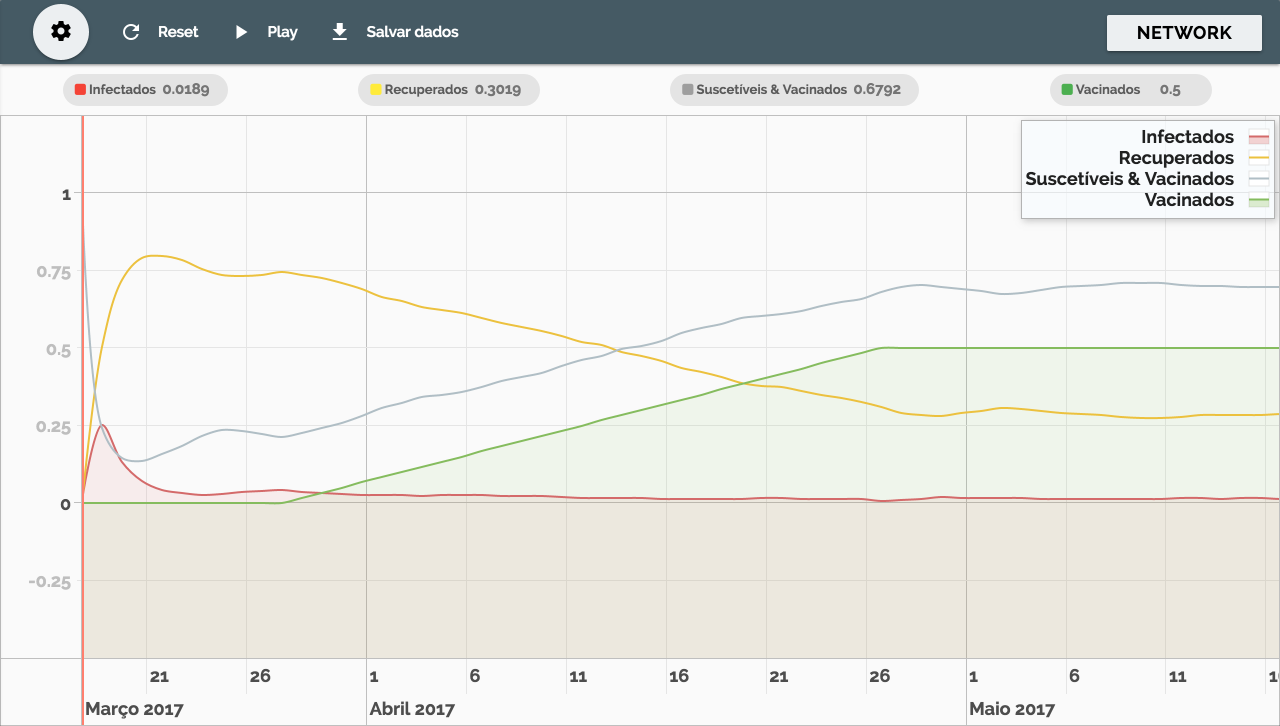 Reset Play Salvar dados NETWORK
Infectados 0.0189 Recuperados 0.3019 Suscetíveis & Vacinados 0.6792 Vacinados 0.5
Infectados
Recuperados
Suscetíveis & Vacinados
Vacinados
1
0.75
0.5
0.25
0
-0.25
21 26 1 6 11 16 21 26 1 6 11
Março 2017 Abril 2017 Maio 2017